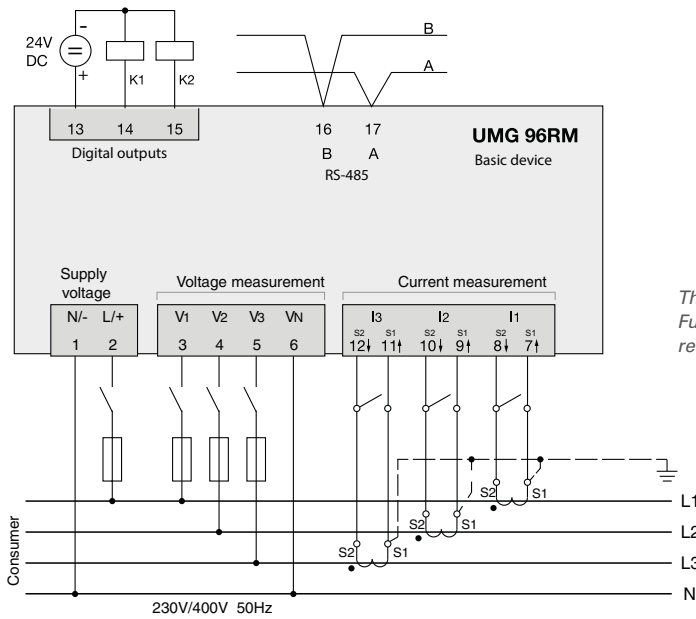 24V
DC
-
+
K1
K2
B
A
13 14 15
Digital outputs
16 17
B A
RS-485
UMG 96RM
Basic device
Supply
voltage
Voltage measurement
Current measurement
N/- L/+
V1 V2 V3 VN
I3 I2 I1
S2 S1 S2 S1 S2 S1
1 2 3 4 5 6 12 11 10 9 8 7
Th
Fu
re
S2 S1
L1
S2 S1
L2
S2 S1
L3
N
Consumer
230V/400V 50Hz